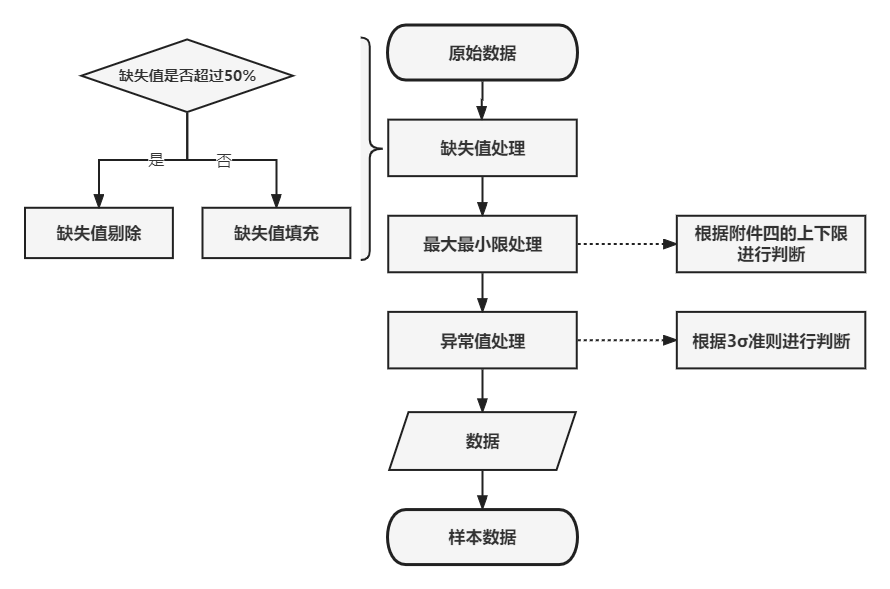 原始数据
缺失值是否超过50%
缺失值处理
是
否
缺失值剔除
缺失值填充
最大最小限处理
根据附件四的上下限
进行判断
异常值处理
根据3σ准则进行判断
数据
样本数据